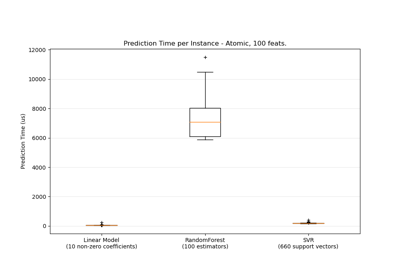 Prediction Time per Instance - Atomic, 100 feats.
12000
10000
8000
6000
4000
2000
0
Prediction Time (us)
Linear Model
(10 non-zero coefficients)
RandomForest
(100 estimators)
SVR
(660 support vectors)